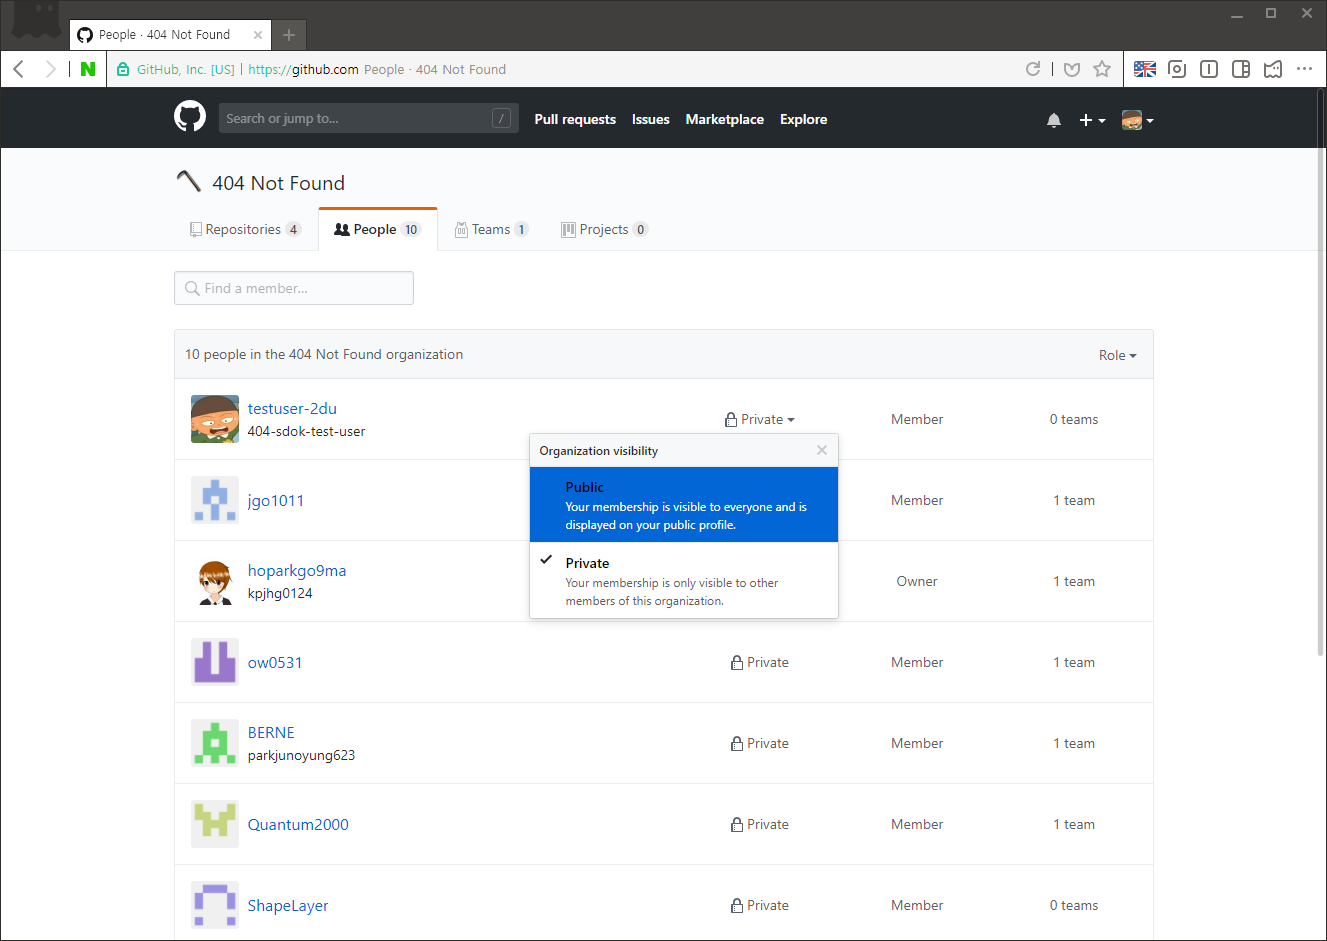 People · 404 Not Found
N
GitHub, Inc. [US] | https://github.com People · 404 Not Found
Search or jump to... /
Pull requests Issues Marketplace Explore
404 Not Found
Repositories 4 People 10 Teams 1 Projects 0
Find a member...
10 people in the 404 Not Found organization Role
testuser-2du
404-sdok-test-user
Private Member 0 teams
Organization visibility
Public
Your membership is visible to everyone and is
displayed on your public profile.
Private
Your membership is only visible to other
members of this organization.
jgo1011 Member 1 team
hoparkgo9ma
kpjhg0124
Owner 1 team
ow0531 Private Member 1 team
BERNE
parkjunoyung623
Private Member 1 team
Quantum2000 Private Member 1 team
ShapeLayer Private Member 0 teams